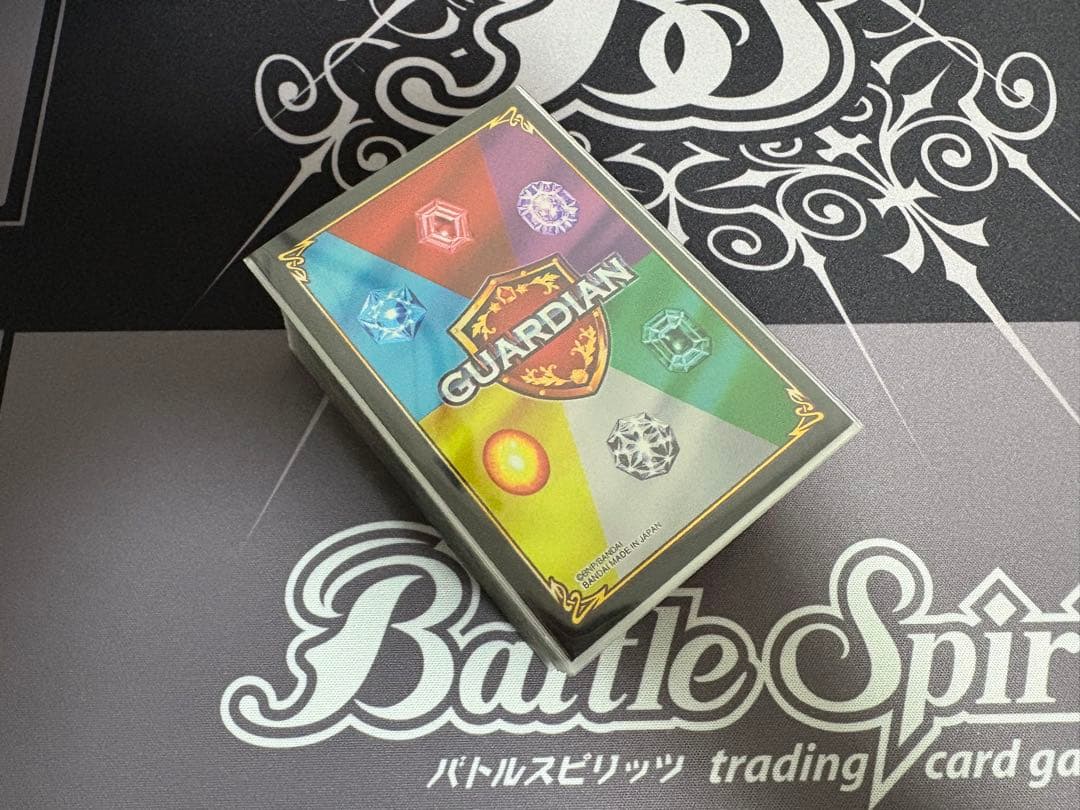 GUARDIAN
©BNP/BANDAI
BANDAI MADE IN JAPAN
Battle Spiri
バトルスピリッツ trading card ga